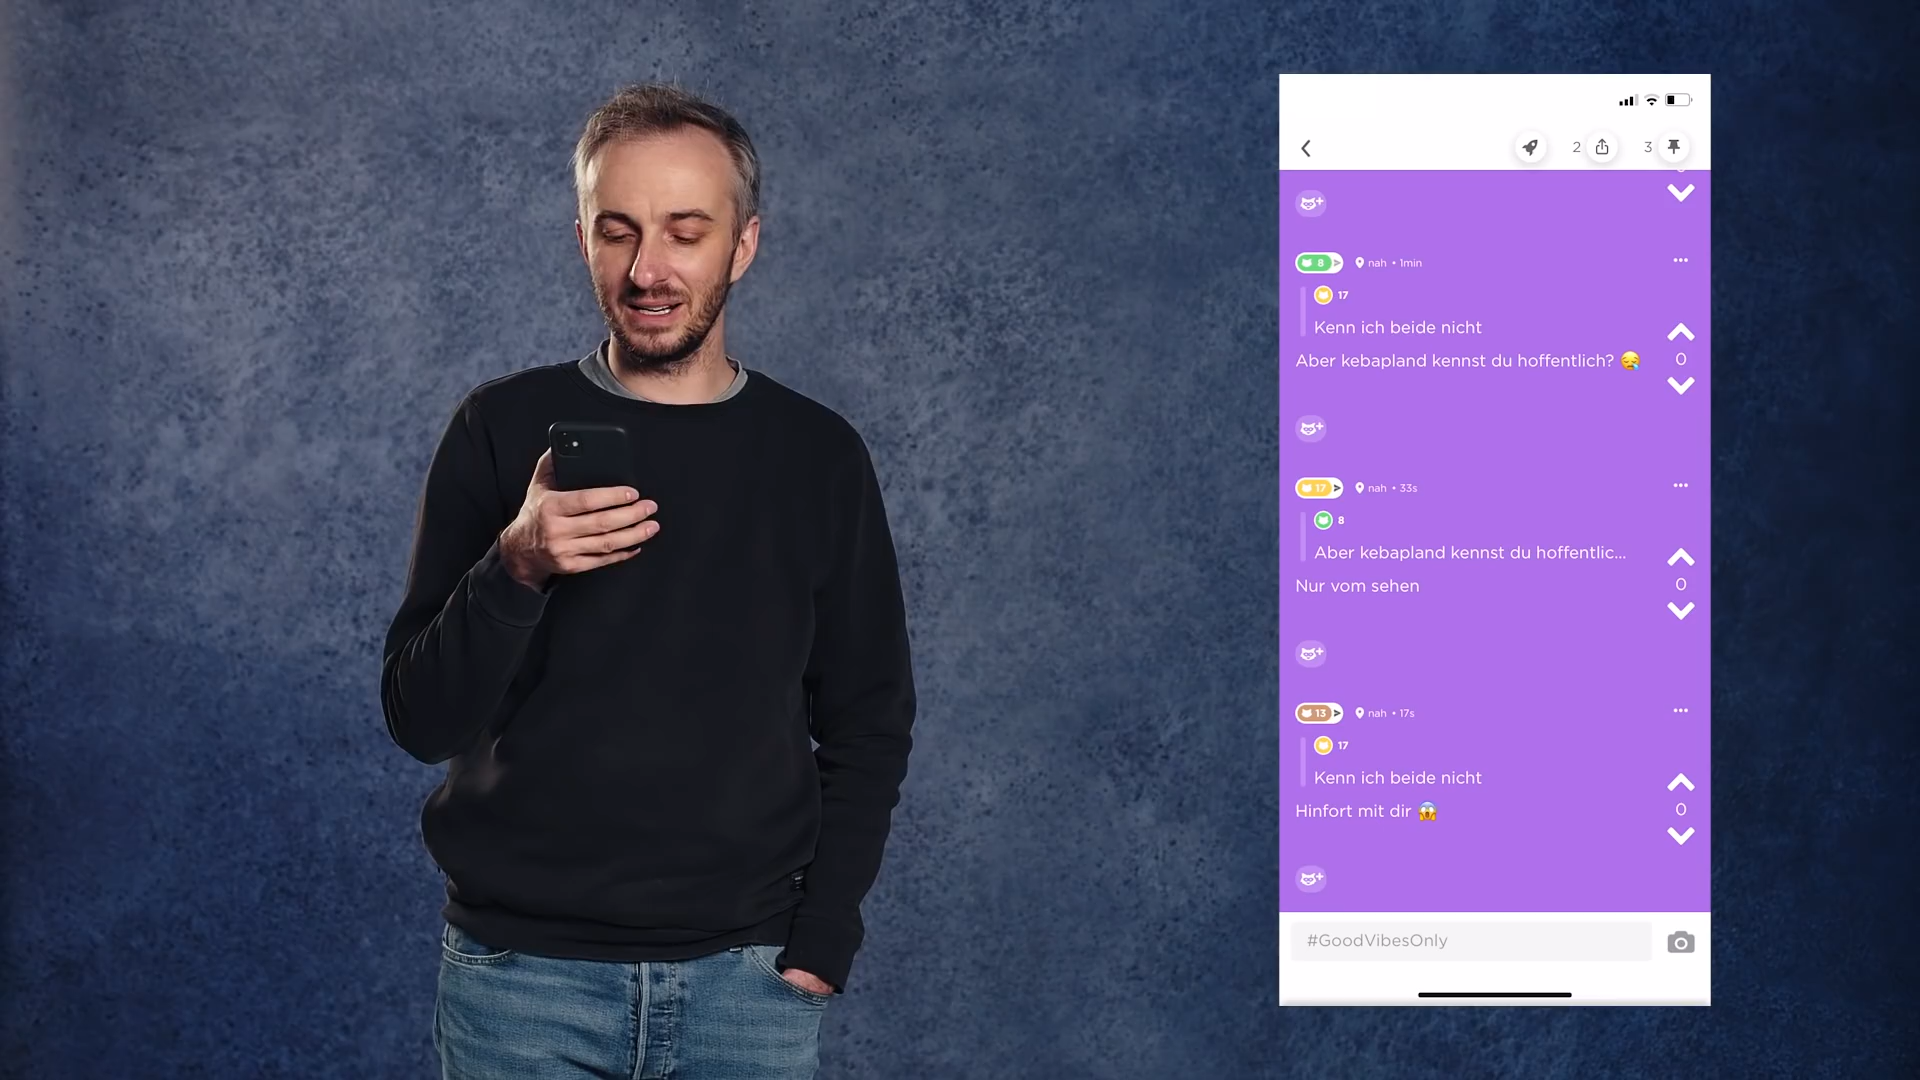 2
3
8
nah • 1min
17
Kenn ich beide nicht
Aber kebapland kennst du hoffentlich? 😪
0
17
nah • 33s
8
Aber kebapland kennst du hoffentlic...
Nur vom sehen
0
13
nah • 17s
17
Kenn ich beide nicht
Hinfort mit dir 😱
0
#GoodVibesOnly